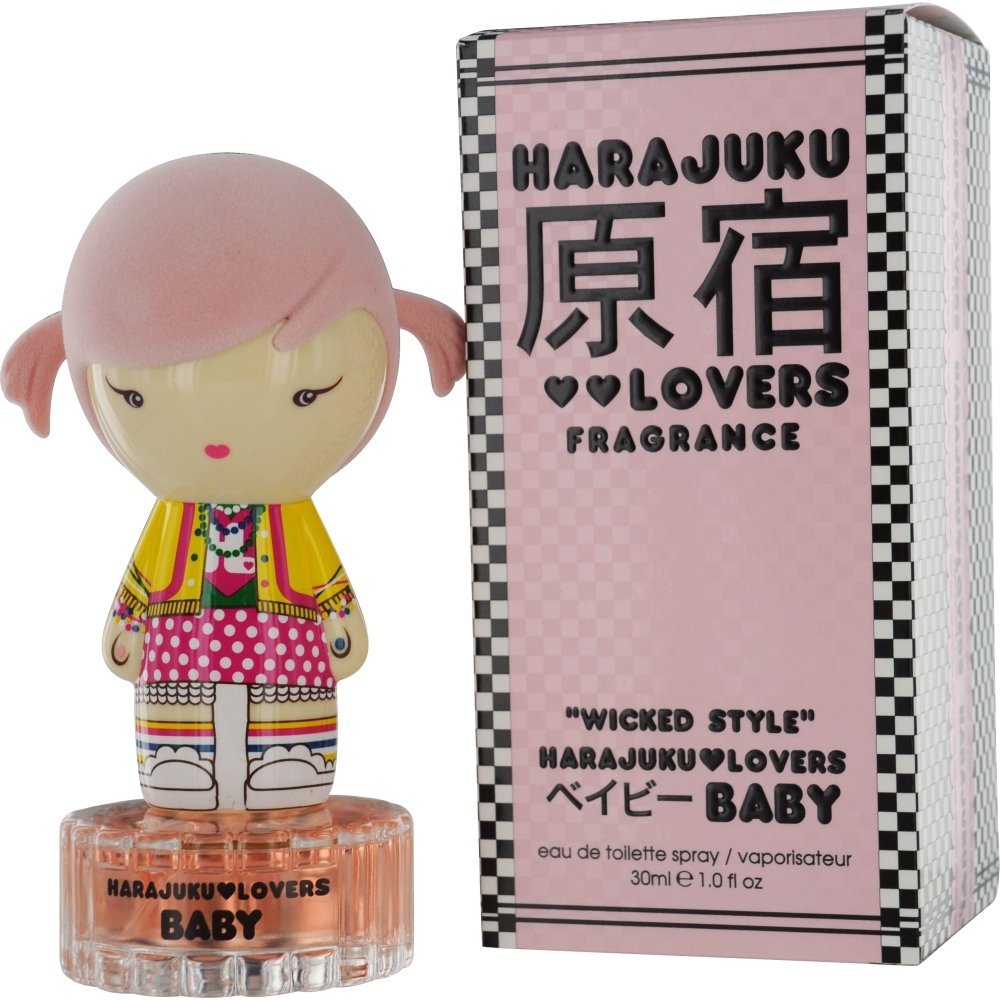 HARAJUKU
原宿
♥♥LOVERS
FRAGRANCE
"WICKED STYLE"
HARAJUKU♥LOVERS
ベイビー BABY
eau de toilette spray / vaporisateur
30ml ℮ 1.0 fl oz
HARAJUKU♥LOVERS
BABY